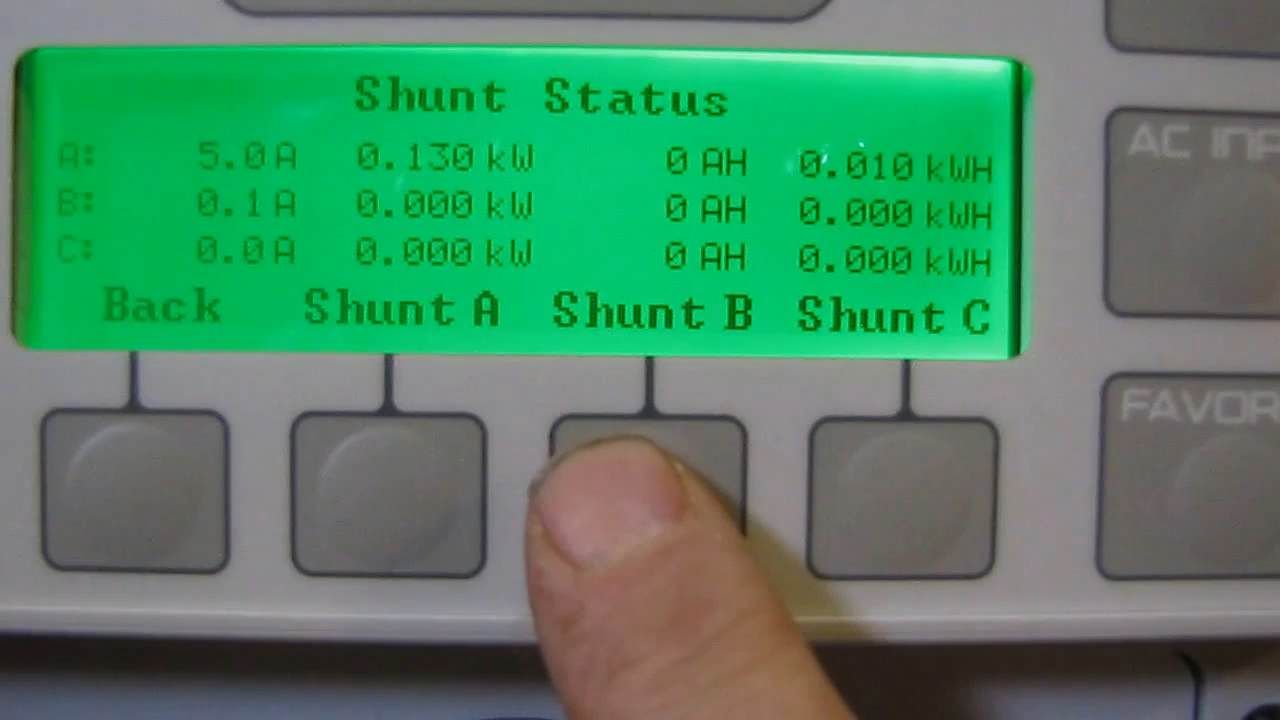 Shunt Status
A: 5.0 A 0.130 kW 0 AH 0.010 kWH
B: 0.1 A 0.000 kW 0 AH 0.000 kWH
C: 0.0 A 0.000 kW 0 AH 0.000 kWH
Back Shunt A Shunt B Shunt C
AC INP
FAVOR